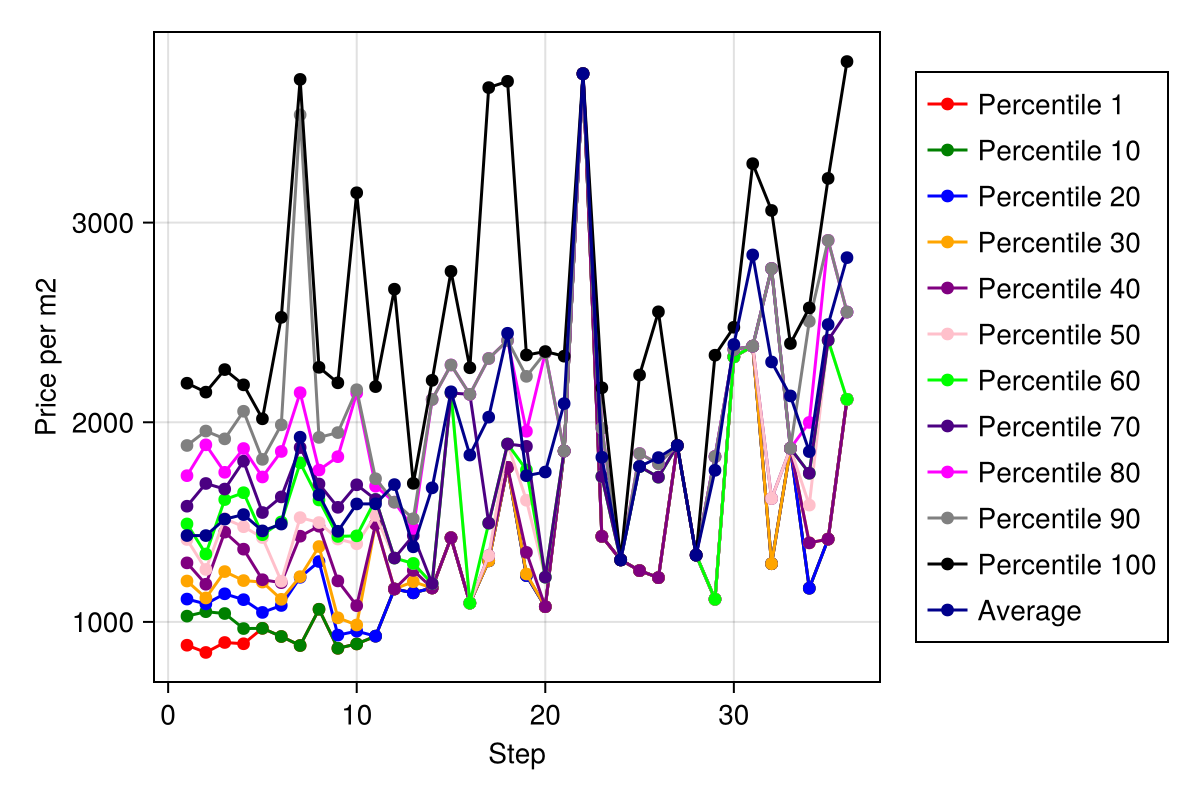 3000
2000
1000
Price per m2
0
10
20
30
Step
Percentile 1
Percentile 10
Percentile 20
Percentile 30
Percentile 40
Percentile 50
Percentile 60
Percentile 70
Percentile 80
Percentile 90
Percentile 100
Average